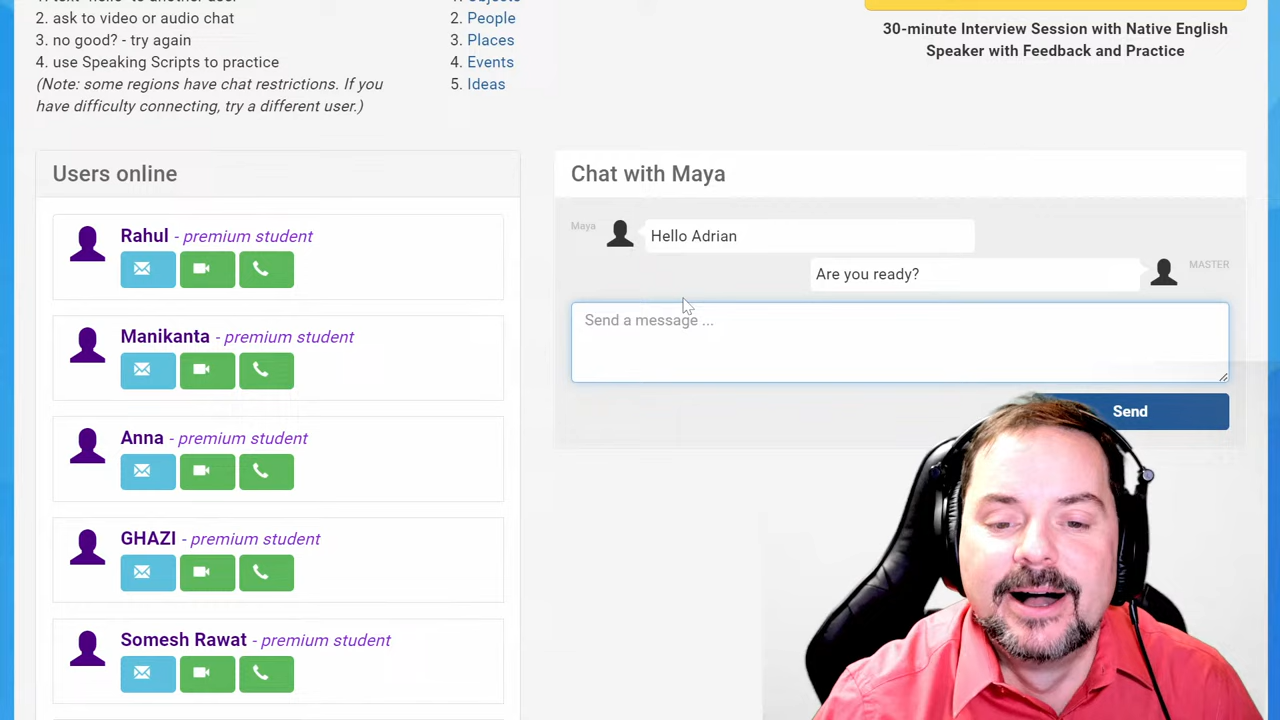 2. ask to video or audio chat
3. no good? - try again
4. use Speaking Scripts to practice
(Note: some regions have chat restrictions. If you
have difficulty connecting, try a different user.)
2. People
3. Places
4. Events
5. Ideas
30-minute Interview Session with Native English
Speaker with Feedback and Practice
Users online
Rahul - premium student
Manikanta - premium student
Anna - premium student
GHAZI - premium student
Somesh Rawat - premium student
Chat with Maya
Maya
Hello Adrian
Are you ready?
MASTER
Send a message ...
Send